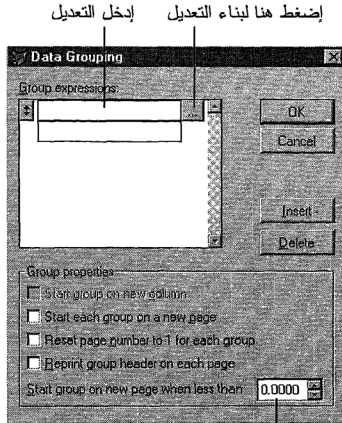 إضغط هنا لبناء التعديل إدخل التعديل
Data Grouping
Group expressions:
...
OK
Cancel
Insert
Delete
Group properties
Start group on new column
Start each group on a new page
Reset page number to 1 for each group
Reprint group header on each page
Start group on new page when less than 0.0000